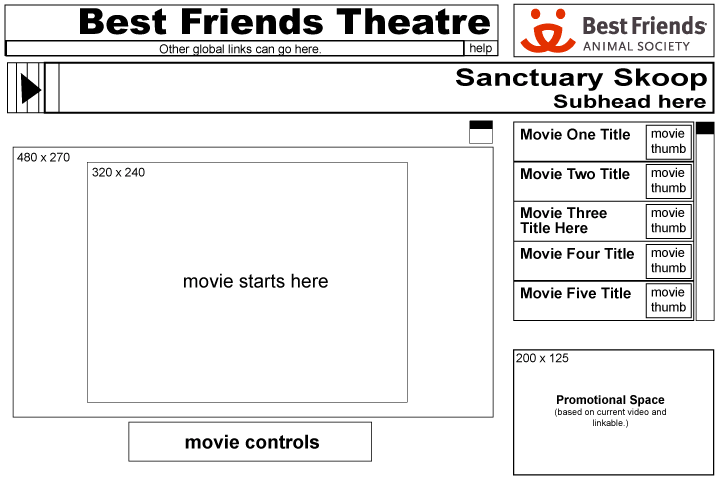 Best Friends Theatre
Other global links can go here.
help
Best Friends
ANIMAL SOCIETY
Sanctuary Skoop
Subhead here
480 x 270
320 x 240
movie starts here
movie controls
Movie One Title
movie
thumb
Movie Two Title
movie
thumb
Movie Three
Title Here
movie
thumb
Movie Four Title
movie
thumb
Movie Five Title
movie
thumb
200 x 125
Promotional Space
(based on current video and
linkable.)